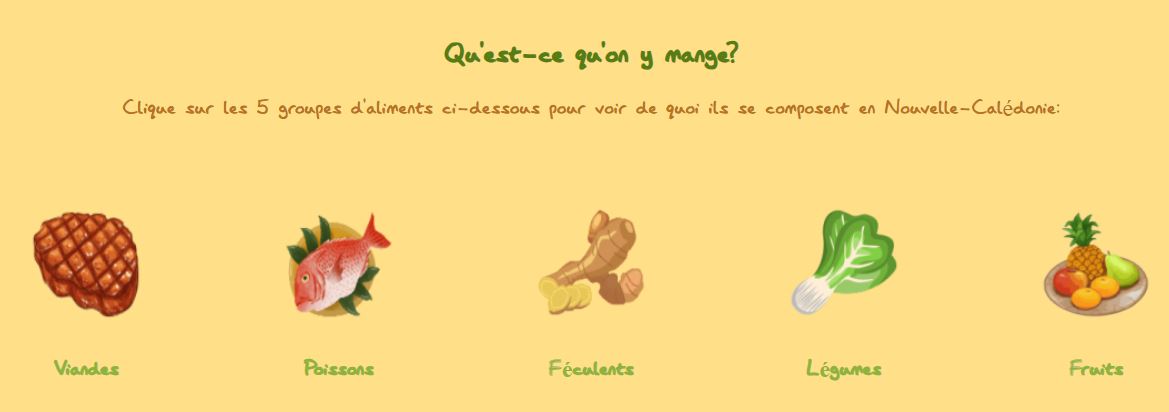 Qu'est-ce qu'on y mange?
Clique sur les 5 groupes d'aliments ci-dessous pour voir de quoi ils se composent en Nouvelle-Calédonie:
Viandes
Poissons
Féculents
Légumes
Fruits